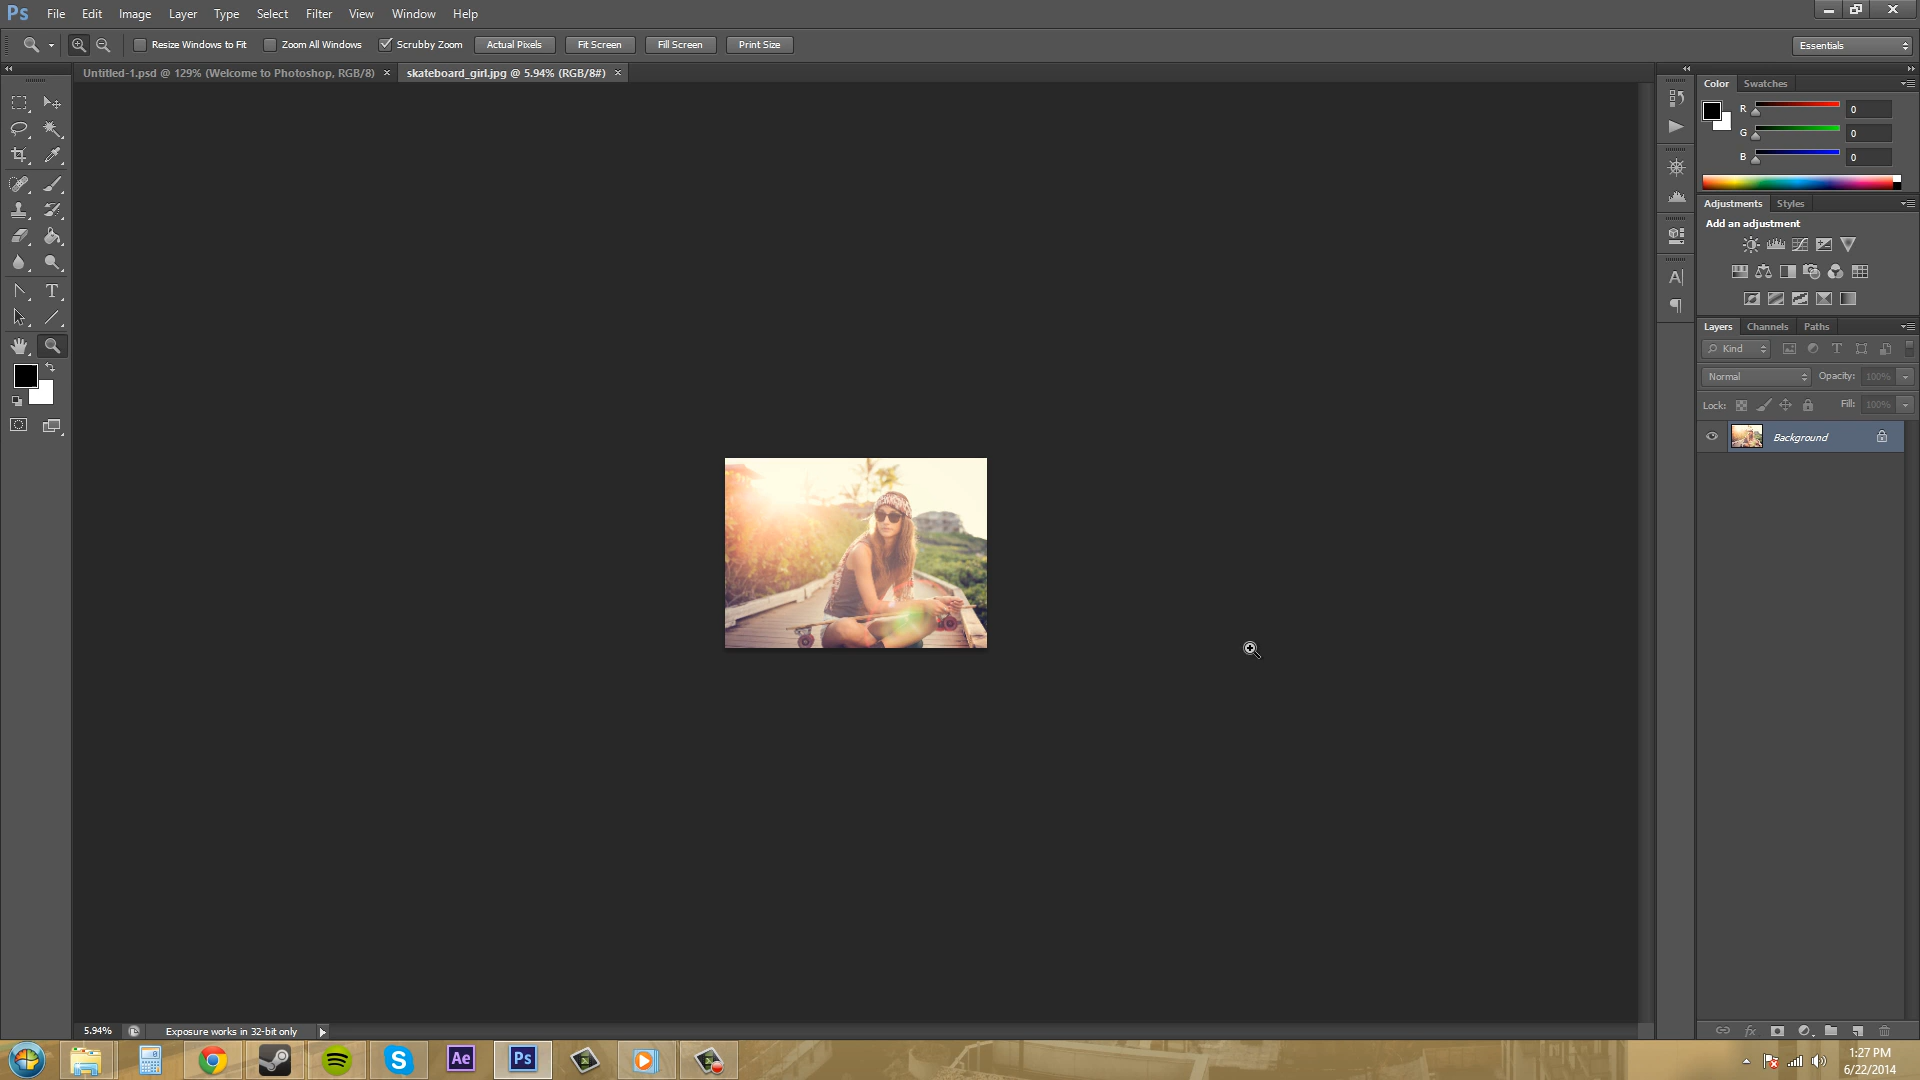 Ps File Edit Image Layer Type Select Filter View Window Help
Resize Windows to Fit Zoom All Windows Scrubby Zoom Actual Pixels Fit Screen Fill Screen Print Size Essentials
Untitled-1.psd @ 129% (Welcome to Photoshop, RGB/8) × skateboard_girl.jpg @ 5.94% (RGB/8#) ×
Color Swatches
R 0
G 0
B 0
Adjustments Styles
Add an adjustment
Layers Channels Paths
Kind
Normal Opacity: 100%
Lock: Fill: 100%
Background
5.94% Exposure works in 32-bit only
Ae Ps
1:27 PM
6/22/2014